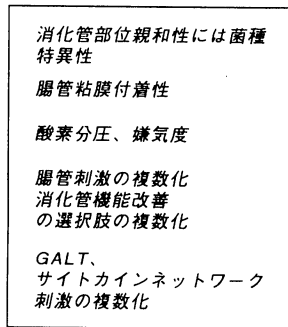 消化管部位親和性には菌種
特異性
腸管粘膜付着性
酸素分圧、嫌気度
腸管刺激の複数化
消化管機能改善
の選択肢の複数化
GALT、
サイトカインネットワーク
刺激の複数化